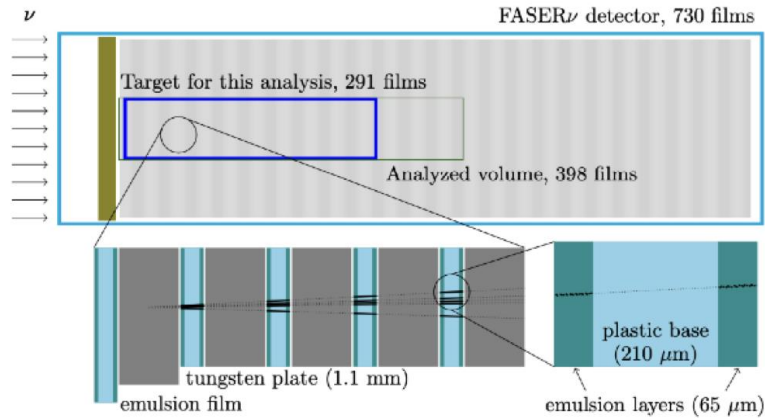 ν
FASERν detector, 730 films
Target for this analysis, 291 films
Analyzed volume, 398 films
plastic base
(210 μm)
tungsten plate (1.1 mm)
emulsion film
emulsion layers (65 μm)